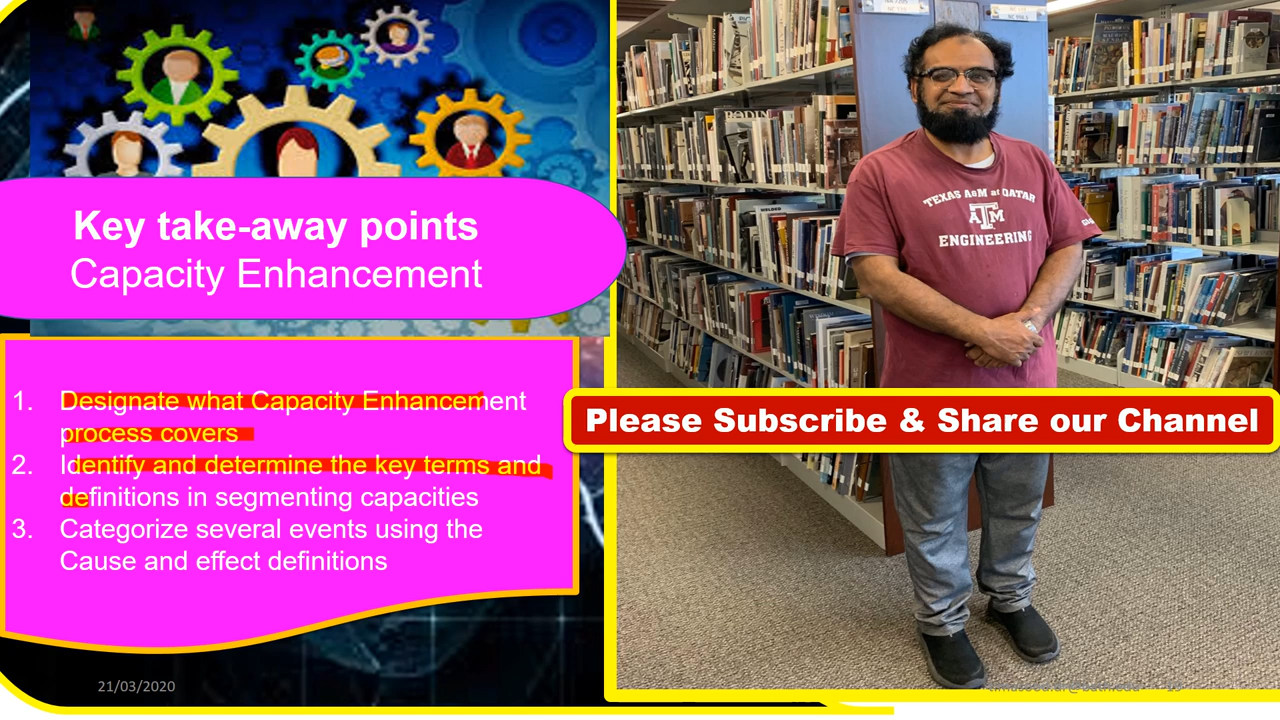 Key take-away points
Capacity Enhancement
1. Designate what Capacity Enhancement
process covers
2. Identify and determine the key terms and
definitions in segmenting capacities
3. Categorize several events using the
Cause and effect definitions
21/03/2020
TEXAS A&M at QATAR
ATM
ENGINEERING
Please Subscribe & Share our Channel
RODIN